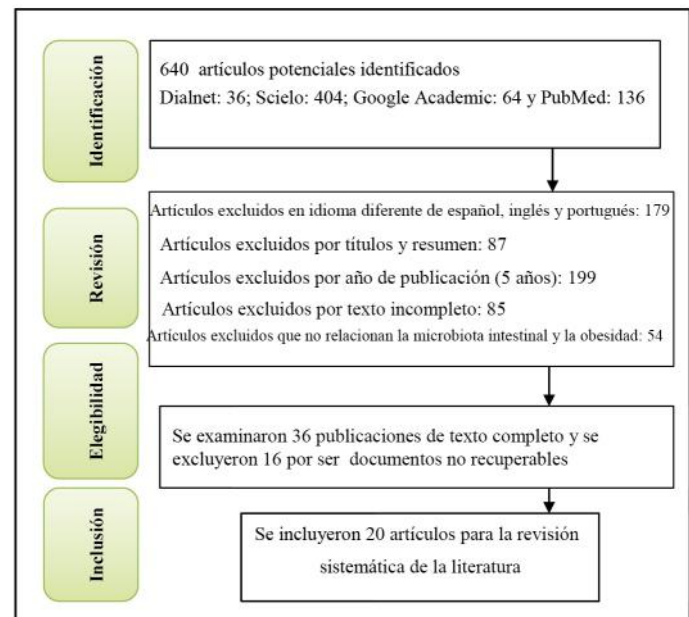 Identificación
640 artículos potenciales identificados
Dialnet: 36; Scielo: 404; Google Academic: 64 y PubMed: 136
Revisión
Artículos excluidos en idioma diferente de español, inglés y portugués: 179
Artículos excluidos por títulos y resumen: 87
Artículos excluidos por año de publicación (5 años): 199
Artículos excluidos por texto incompleto: 85
Artículos excluidos que no relacionan la microbiota intestinal y la obesidad: 54
Elegibilidad
Se examinaron 36 publicaciones de texto completo y se
excluyeron 16 por ser documentos no recuperables
Inclusión
Se incluyeron 20 artículos para la revisión
sistemática de la literatura